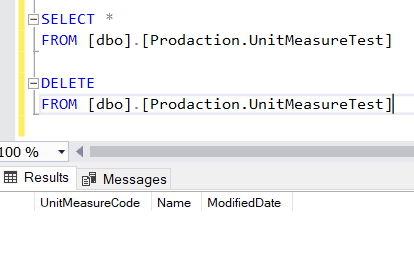 SELECT *
FROM [dbo].[Prodaction.UnitMeasureTest]
DELETE
FROM [dbo].[Prodaction.UnitMeasureTest]
100 %
Results Messages
UnitMeasureCode Name ModifiedDate